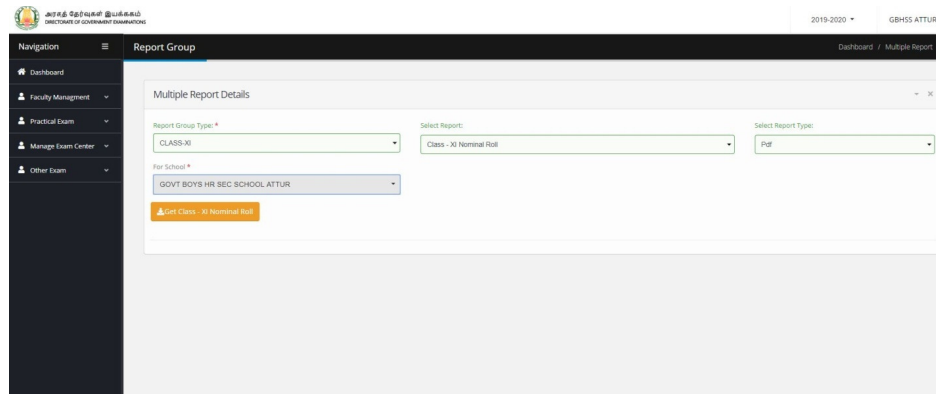 அரசுத் தேர்வுகள் இயக்ககம்
DIRECTORATE OF GOVERNMENT EXAMINATIONS
2019-2020
GBHSS ATTUR
Navigation
Report Group
Dashboard / Multiple Report
Dashboard
Faculty Managment
Practical Exam
Manage Exam Center
Other Exam
Multiple Report Details
Report Group Type: *
Select Report:
Select Report Type:
CLASS-XI
Class - XI Nominal Roll
Pdf
For School *
GOVT BOYS HR SEC SCHOOL ATTUR
Get Class - XI Nominal Roll